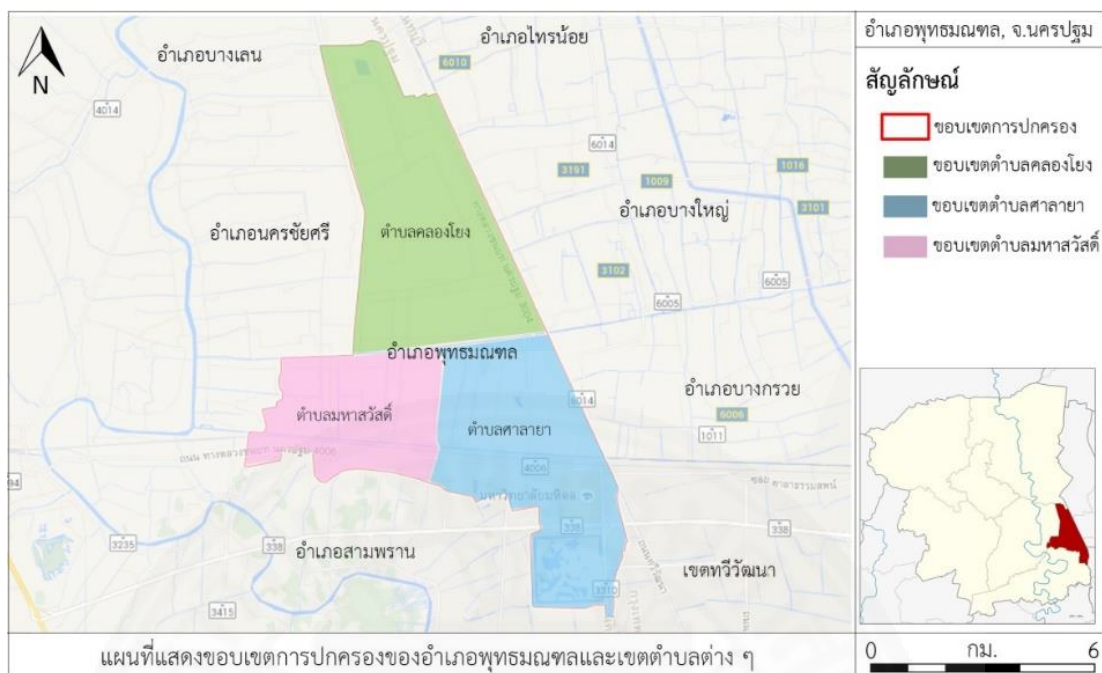 อำเภอพุทธมณฑล, จ.นครปฐม
สัญลักษณ์
ขอบเขตการปกครอง
ขอบเขตตำบลคลองโยง
ขอบเขตตำบลศาลายา
ขอบเขตตำบลมหาสวัสดิ์
N
อำเภอบางเลน
อำเภอไทรน้อย
6010
4014
6014
3191
1009
1016
3101
อำเภอนครชัยศรี
ตำบลคลองโยง
อำเภอบางใหญ่
3102
6005
6005
อำเภอพุทธมณฑล
ตำบลมหาสวัสดิ์
ตำบลศาลายา
6014
อำเภอบางกรวย
6006
1011
4006
94
มหาวิทยาลัยมหิดล
3235
338
338
338
อำเภอสามพราน
เขตทวีวัฒนา
3310
3415
แผนที่แสดงขอบเขตการปกครองของอำเภอพุทธมณฑลและเขตตำบลต่าง ๆ
0 กม. 6